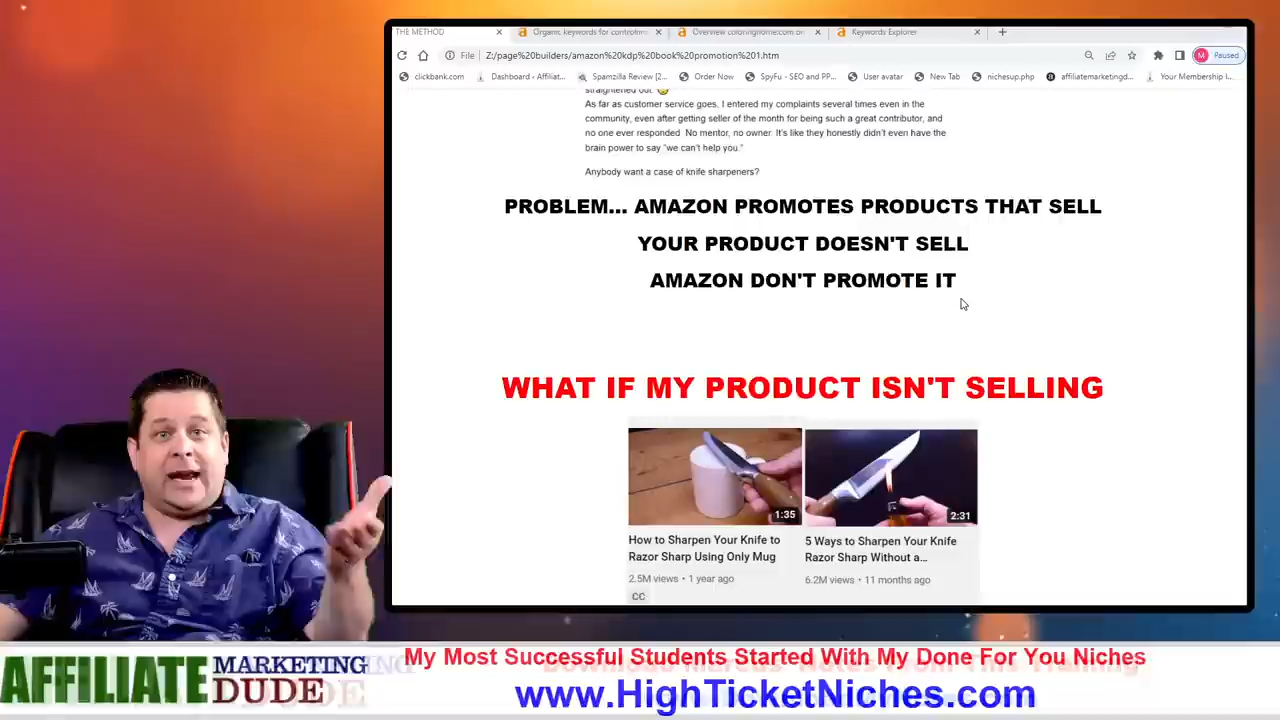 THE METHOD
Organic keywords for controlnm
Overview coloringhome.com on
Keywords Explorer
File
Z:/page%20builders/amazon%20kdp%20book%20promotion%201.htm
Paused
clickbank.com
Dashboard - Affiliat...
Spamzilla Review [2...
Order Now
SpyFu - SEO and PP...
User avatar
New Tab
nichesup.php
affiliatemarketingd...
Your Membership I...
straightened out.
As far as customer service goes. I entered my complaints several times even in the
community, even after getting seller of the month for being such a great contributor, and
no one ever responded. No mentor, no owner. It's like they honestly didn't even have the
brain power to say "we can't help you."
Anybody want a case of knife sharpeners?
PROBLEM... AMAZON PROMOTES PRODUCTS THAT SELL
YOUR PRODUCT DOESN'T SELL
AMAZON DON'T PROMOTE IT
WHAT IF MY PRODUCT ISN'T SELLING
1:35
2:31
How to Sharpen Your Knife to
Razor Sharp Using Only Mug
2.5M views • 1 year ago
CC
5 Ways to Sharpen Your Knife
Razor Sharp Without a...
6.2M views • 11 months ago
AFFILIATE MARKETING DUDE
My Most Successful Students Started With My Done For You Niches
www.HighTicketNiches.com